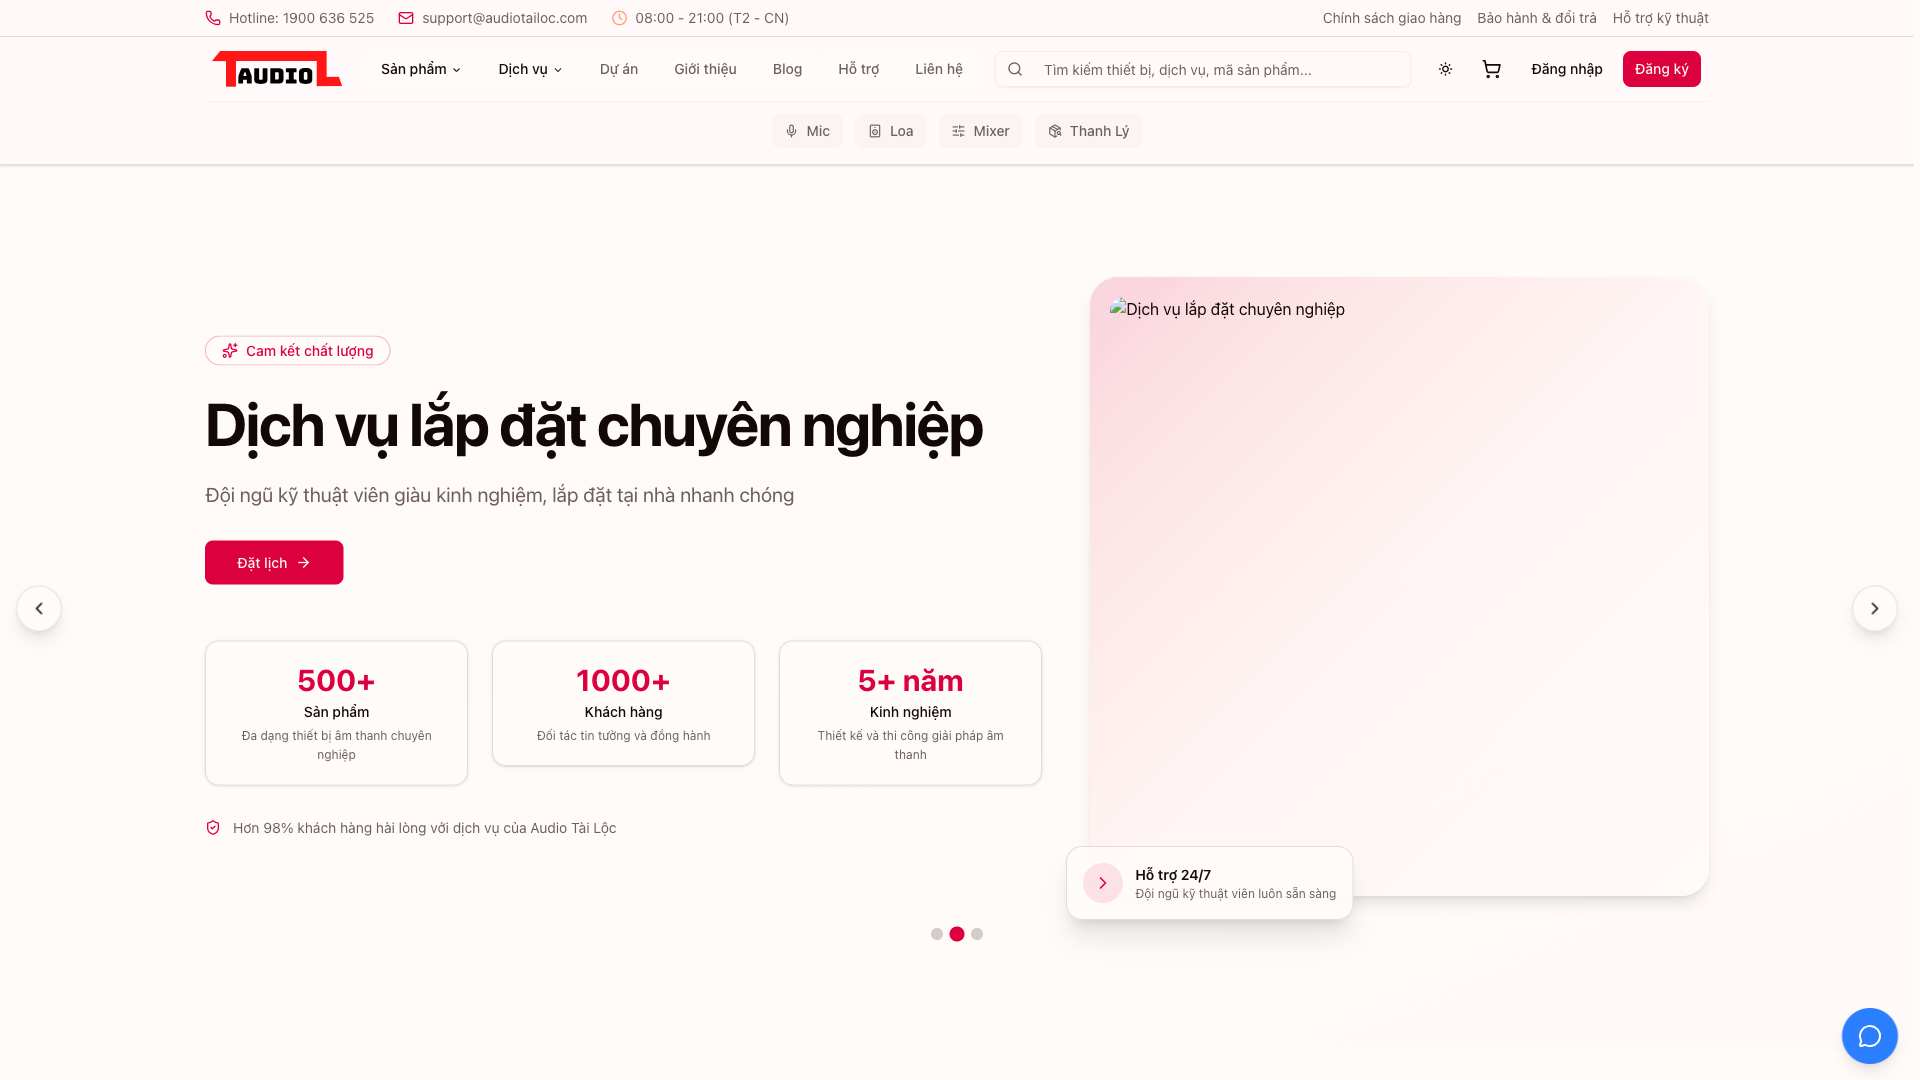 Hotline: 1900 636 525
support@audiotailoc.com
08:00 - 21:00 (T2 - CN)
Chính sách giao hàng
Bảo hành & đổi trả
Hỗ trợ kỹ thuật
TAUDIOL
Sản phẩm
Dịch vụ
Dự án
Giới thiệu
Blog
Hỗ trợ
Liên hệ
Tìm kiếm thiết bị, dịch vụ, mã sản phẩm...
Đăng nhập
Đăng ký
Mic
Loa
Mixer
Thanh Lý
Cam kết chất lượng
Dịch vụ lắp đặt chuyên nghiệp
Đội ngũ kỹ thuật viên giàu kinh nghiệm, lắp đặt tại nhà nhanh chóng
Đặt lịch
500+
Sản phẩm
Đa dạng thiết bị âm thanh chuyên
nghiệp
1000+
Khách hàng
Đối tác tin tưởng và đồng hành
5+ năm
Kinh nghiệm
Thiết kế và thi công giải pháp âm
thanh
Hơn 98% khách hàng hài lòng với dịch vụ của Audio Tài Lộc
Dịch vụ lắp đặt chuyên nghiệp
Hỗ trợ 24/7
Đội ngũ kỹ thuật viên luôn sẵn sàng